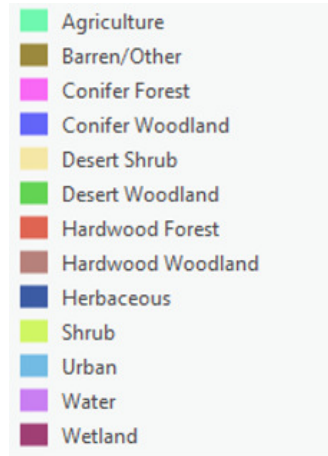 Agriculture
Barren/Other
Conifer Forest
Conifer Woodland
Desert Shrub
Desert Woodland
Hardwood Forest
Hardwood Woodland
Herbaceous
Shrub
Urban
Water
Wetland